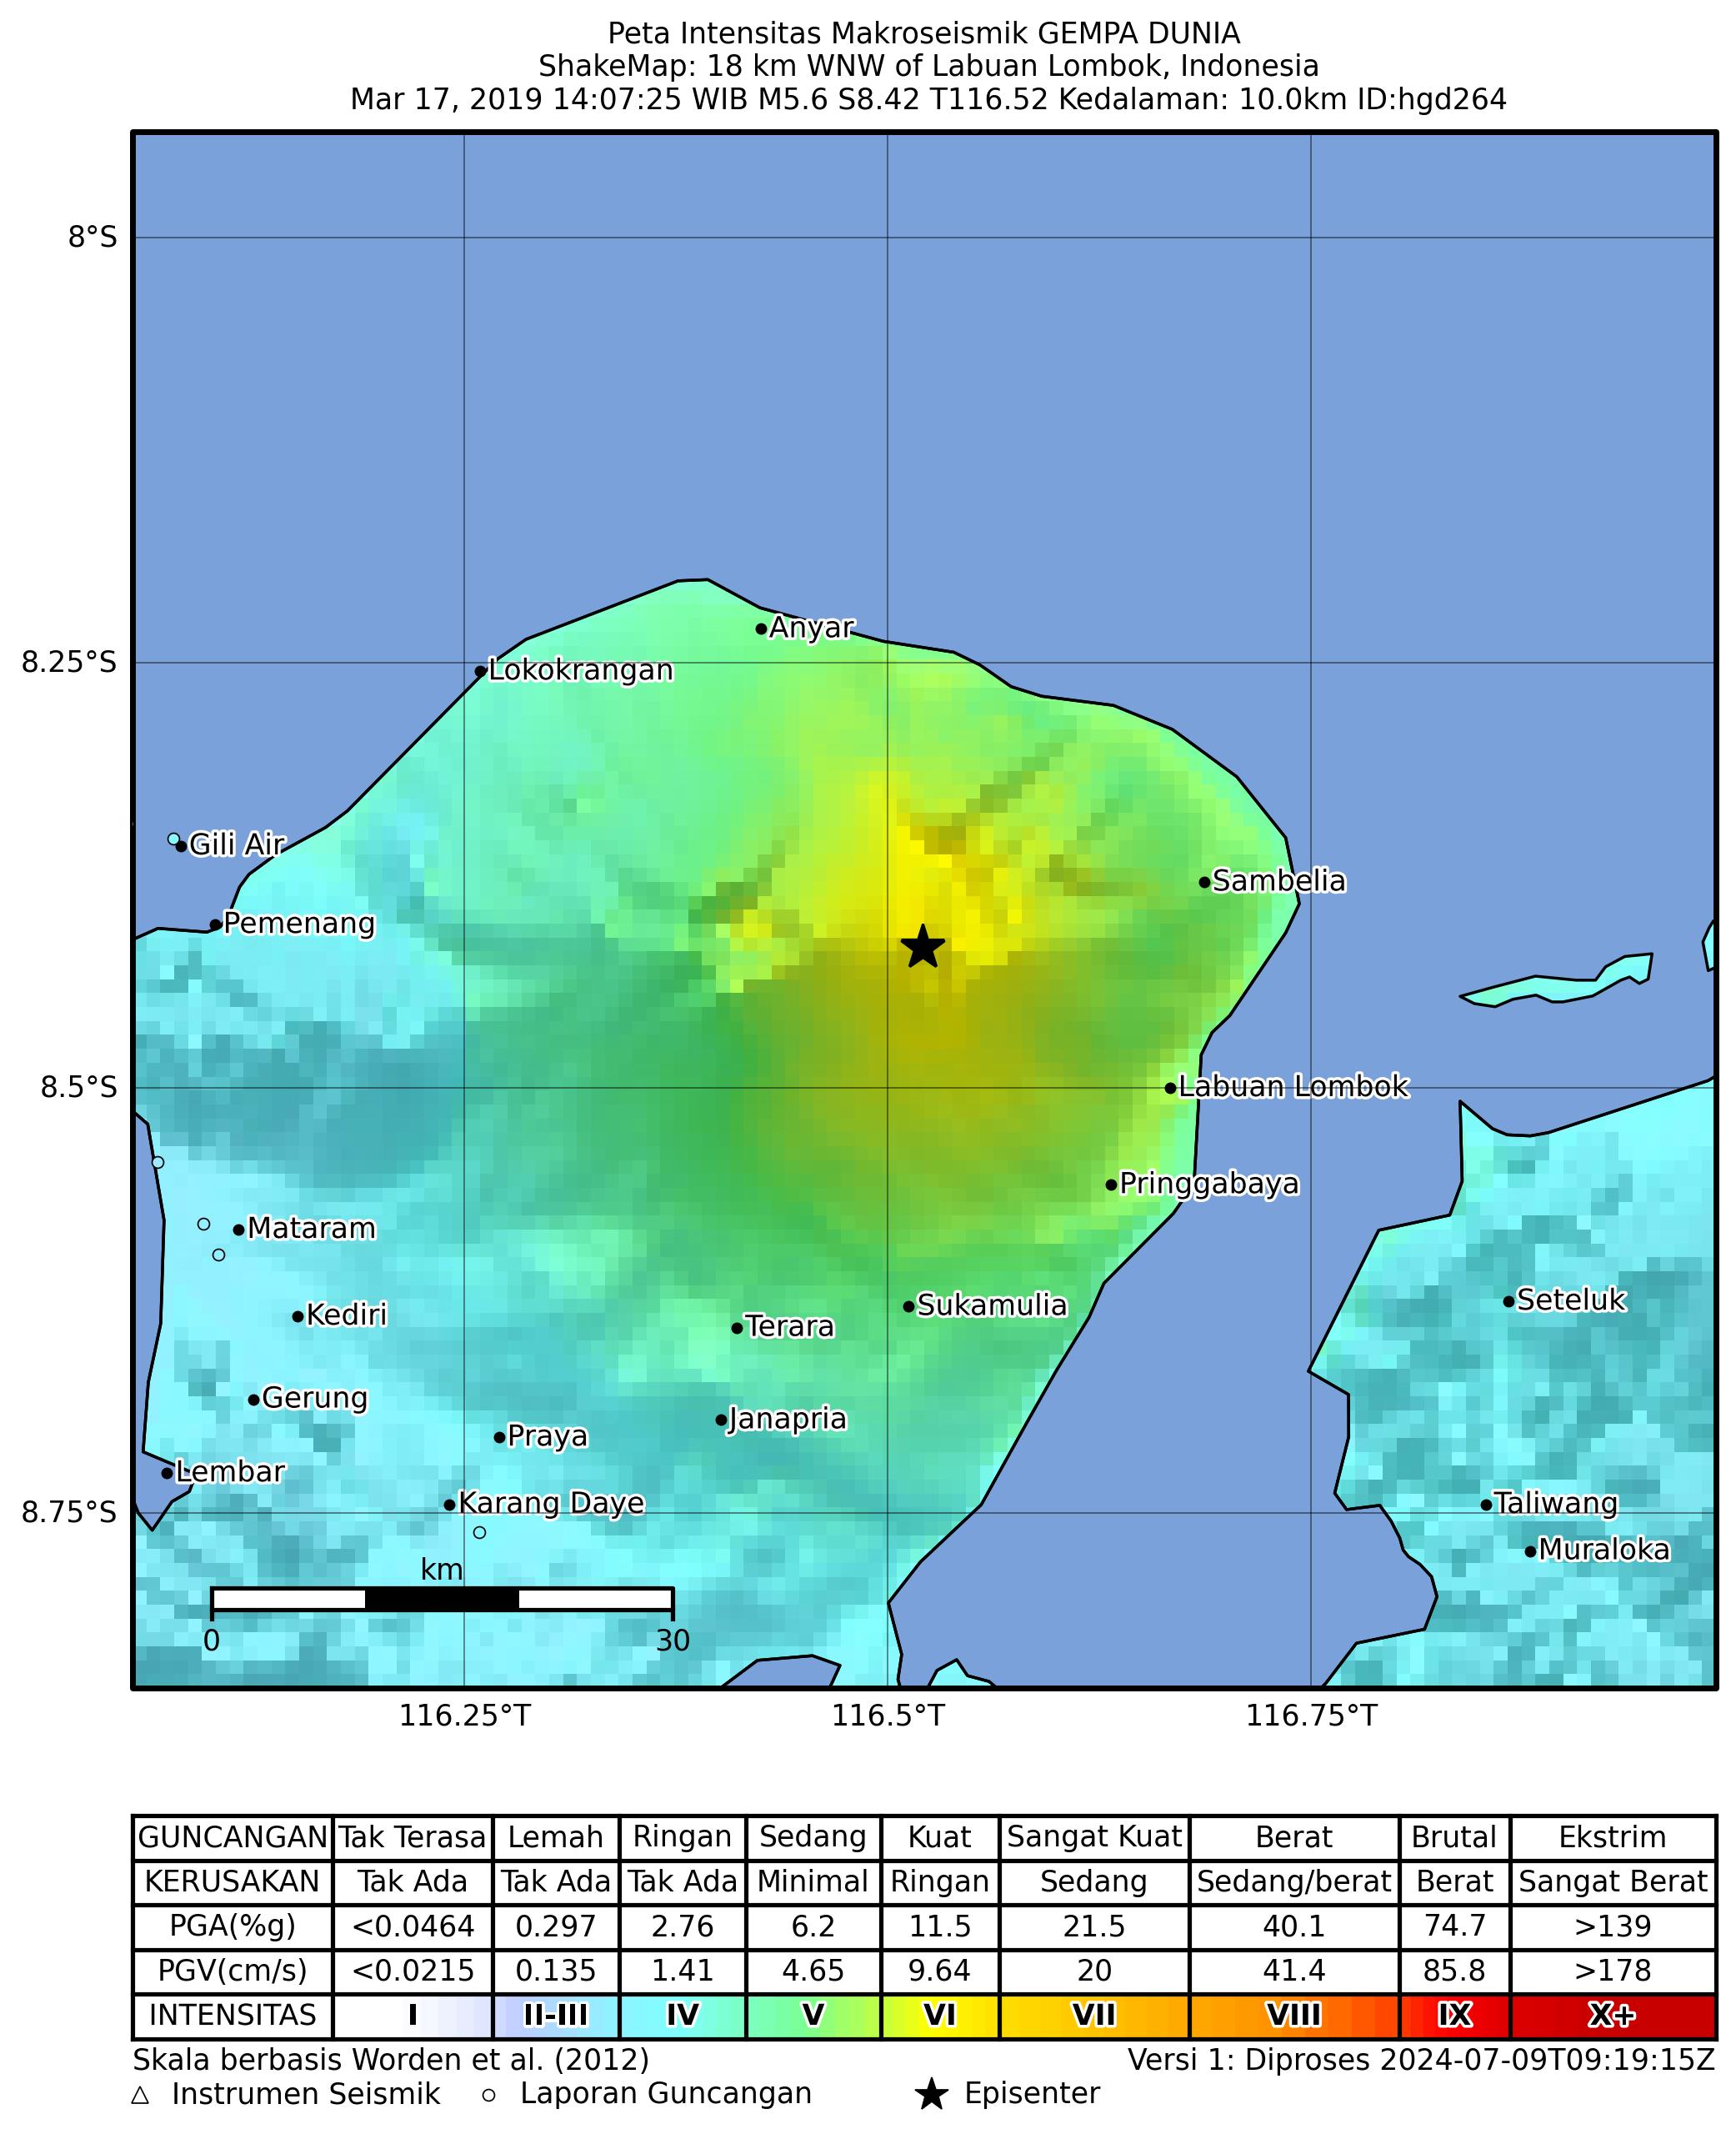 Peta Intensitas Makroseismik GEMPA DUNIA
ShakeMap: 18 km WNW of Labuan Lombok, Indonesia
Mar 17, 2019 14:07:25 WIB M5.6 S8.42 T116.52 Kedalaman: 10.0km ID:hgd264
8°S
Anyar
8.25°S
Lokokrangan
Gili Air
Sambelia
Pemenang
8.5°S
Labuan Lombok
Pringgabaya
Mataram
Seteluk
Sukamulia
Kediri
Terara
Gerung
Janapria
Praya
Lembar
Karang Daye
Taliwang
8.75°S
Muraloka
km
0 30
116.25°T 116.5°T 116.75°T
GUNCANGAN Tak Terasa Lemah Ringan Sedang Kuat Sangat Kuat Berat Brutal Ekstrim
KERUSAKAN Tak Ada Tak Ada Tak Ada Minimal Ringan Sedang Sedang/berat Berat Sangat Berat
PGA(%g) <0.0464 0.297 2.76 6.2 11.5 21.5 40.1 74.7 >139
PGV(cm/s) <0.0215 0.135 1.41 4.65 9.64 20 41.4 85.8 >178
INTENSITAS I II-III IV V VI VII VIII IX X+
Skala berbasis Worden et al. (2012) Versi 1: Diproses 2024-07-09T09:19:15Z
Instrumen Seismik Laporan Guncangan Episenter